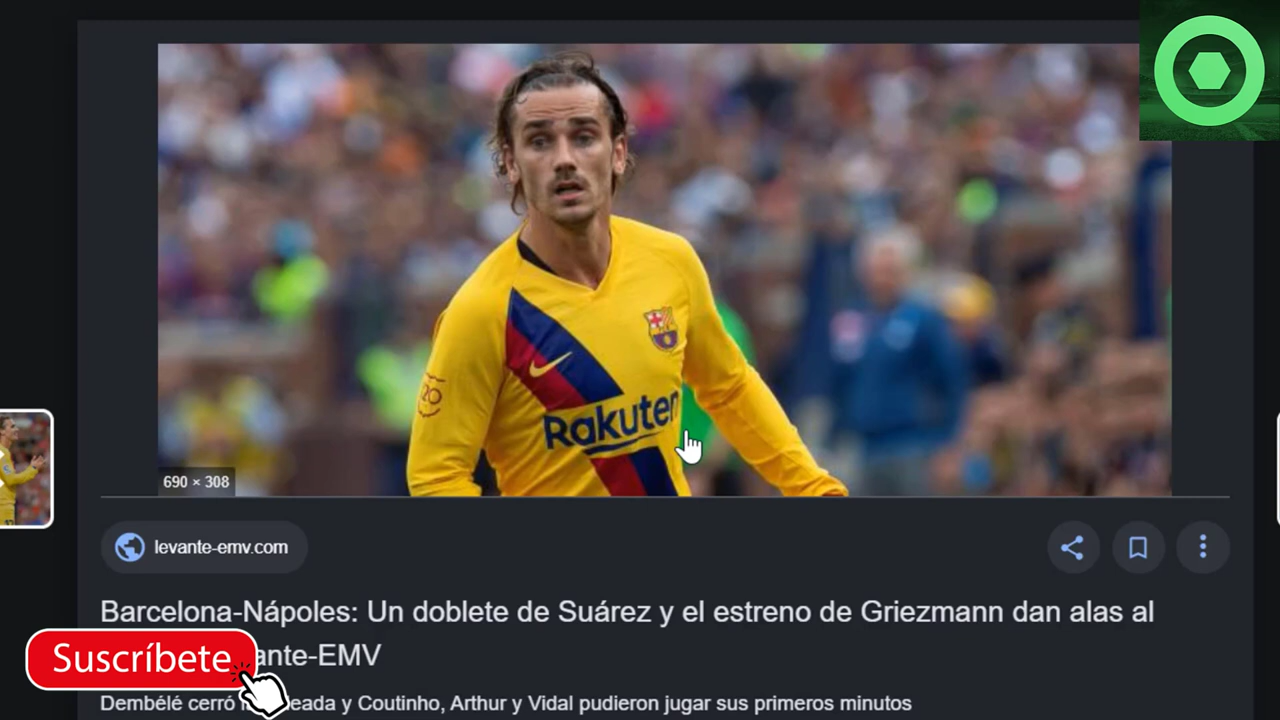 20
Rakuten
690 × 308
levante-emv.com
Barcelona-Nápoles: Un doblete de Suárez y el estreno de Griezmann dan alas al
ante-EMV
Suscríbete
Dembélé cerró eada y Coutinho, Arthur y Vidal pudieron jugar sus primeros minutos